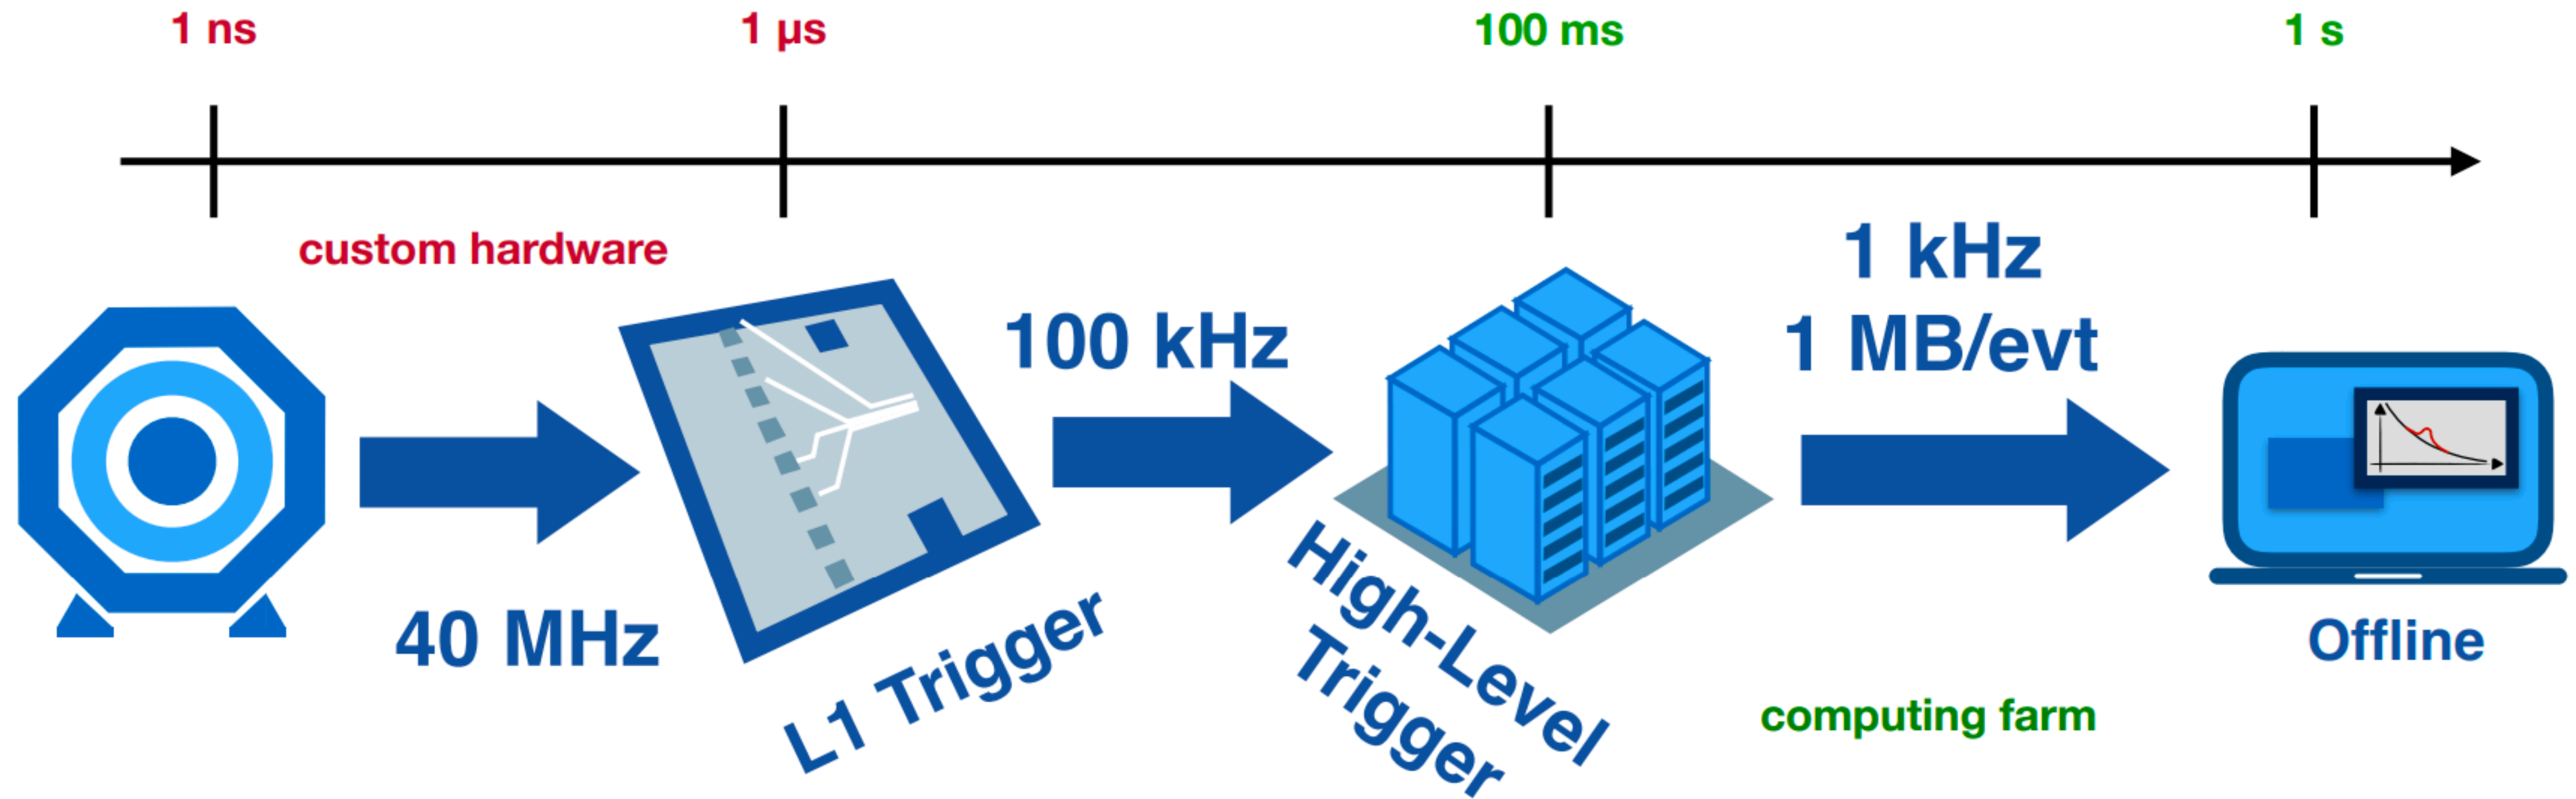 1 ns
1 µs
100 ms
1 s
custom hardware
40 MHz
L1 Trigger
100 kHz
High-Level
Trigger
1 kHz
1 MB/evt
computing farm
Offline